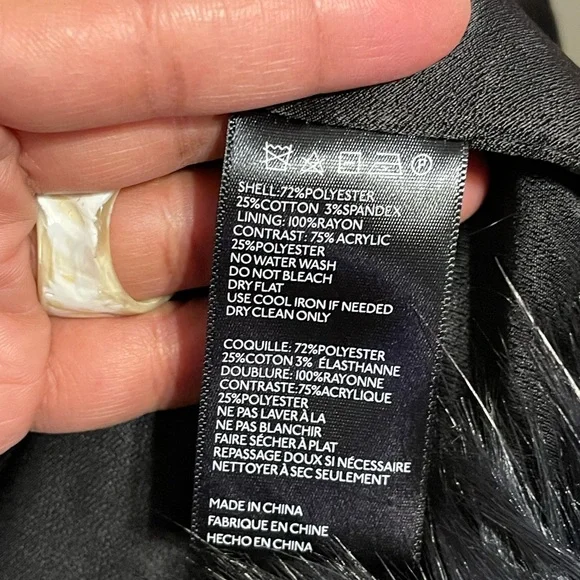 SHELL:72%POLYESTER
25%COTTON 3%SPANDEX
LINING: 100%RAYON
CONTRAST: 75% ACRYLIC
25%POLYESTER
NO WATER WASH
DO NOT BLEACH
DRY FLAT
USE COOL IRON IF NEEDED
DRY CLEAN ONLY
COQUILLE: 72%POLYESTER
25%COTON 3% ÉLASTHANNE
DOUBLURE: 100%RAYONNE
CONTRASTE:75%ACRYLIQUE
25%POLYESTER
NE PAS LAVER À LA
NE PAS BLANCHIR
FAIRE SÉCHER À PLAT
REPASSAGE DOUX SI NÉCESSAIRE
NETTOYER À SEC SEULEMENT
MADE IN CHINA
FABRIQUE EN CHINE
HECHO EN CHINA